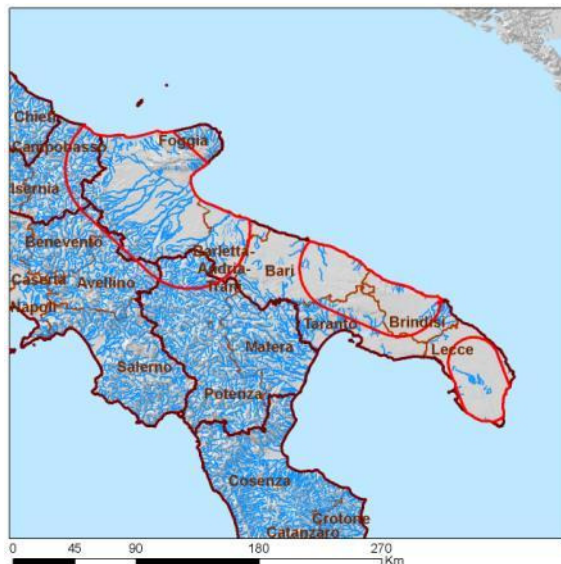 Chieti
Campobasso
Foggia
Isernia
Benevento
Barletta-
Andria-
Trani
Bari
Caserta
Avellino
Napoli
Taranto
Brindisi
Matera
Lecce
Salerno
Potenza
Cosenza
Crotone
Catanzaro
0 45 90 180 270
Km